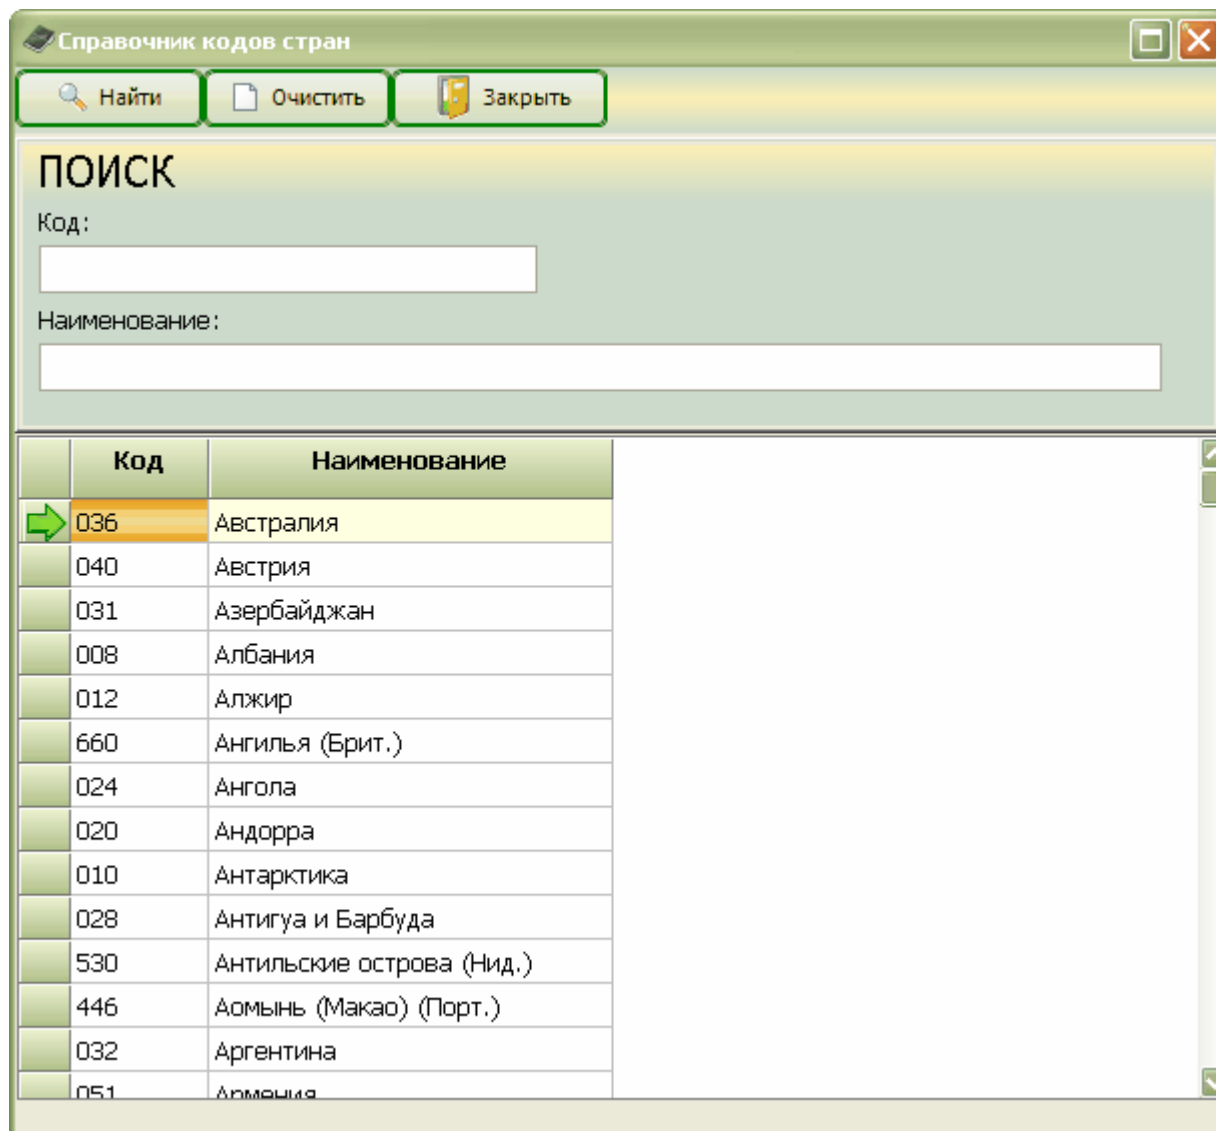 Справочник кодов стран
Найти Очистить Закрыть
ПОИСК
Код:
Наименование:
Код Наименование
036 Австралия
040 Австрия
031 Азербайджан
008 Албания
012 Алжир
660 Ангилья (Брит.)
024 Ангола
020 Андорра
010 Антарктика
028 Антигуа и Барбуда
530 Антильские острова (Нид.)
446 Аомынь (Макао) (Порт.)
032 Аргентина
051 Армения